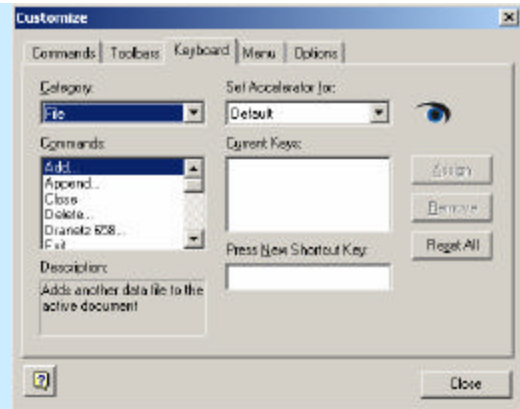 Customize
Commands Toolbars Keyboard Menu Options
Category: Set Accelerator for:
File Default
Commands: Current Keys:
Add...
Append... Assign
Close
Delete... Remove
Dranetz 658...
Exit Reset All
Press New Shortcut Key:
Description:
Adds another data file to the
active document
Close